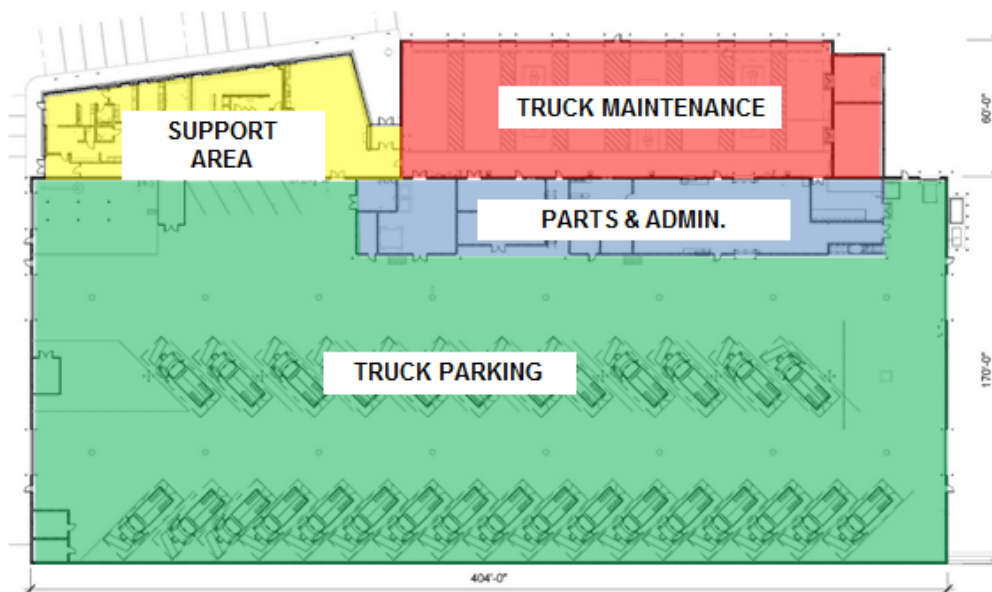 TRUCK MAINTENANCE
SUPPORT
AREA
60'-0"
PARTS & ADMIN.
TRUCK PARKING
170'-0"
404'-0"